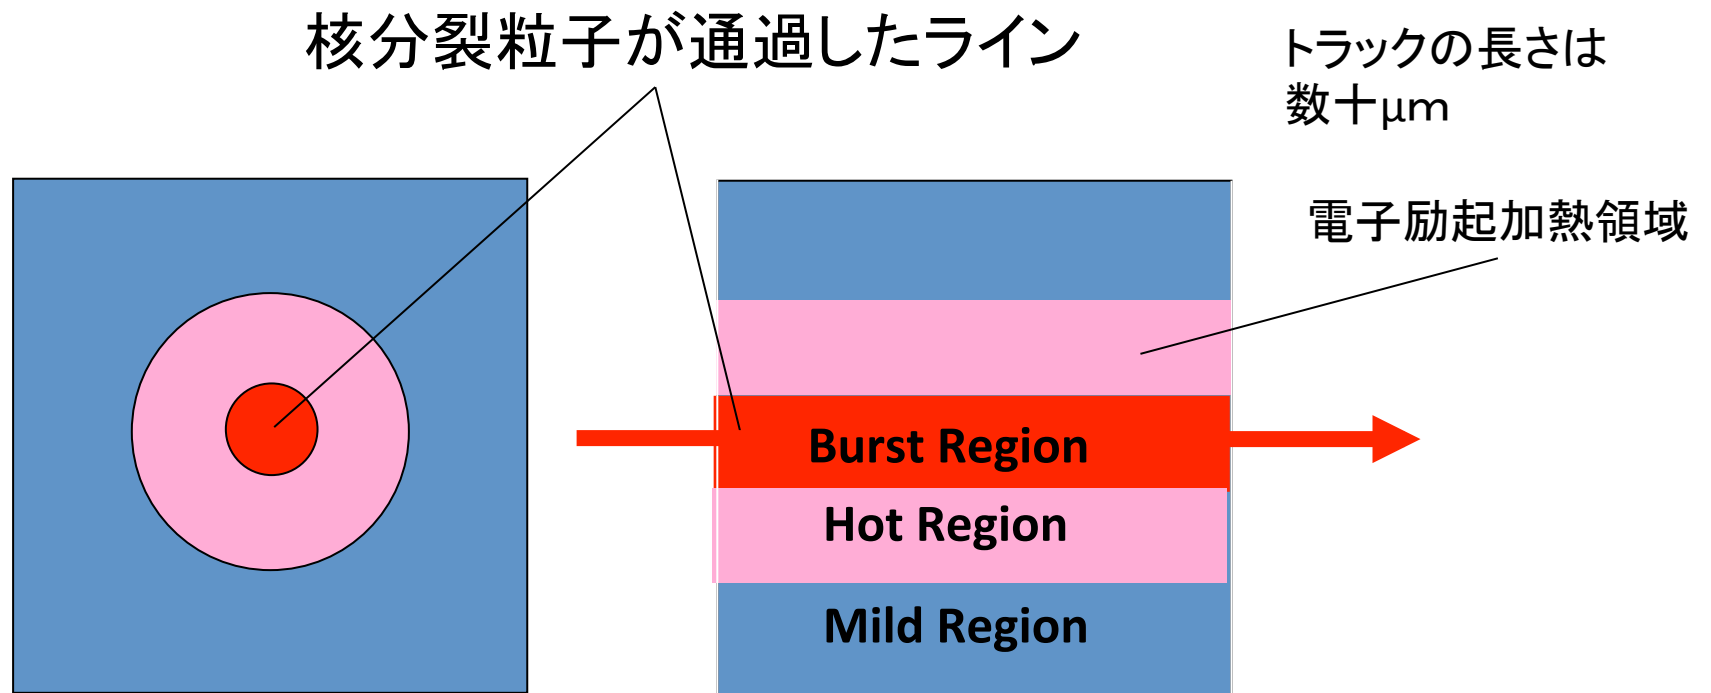 核分裂粒子が通過したライン
トラックの長さは
数十μm
電子励起加熱領域
Burst Region
Hot Region
Mild Region